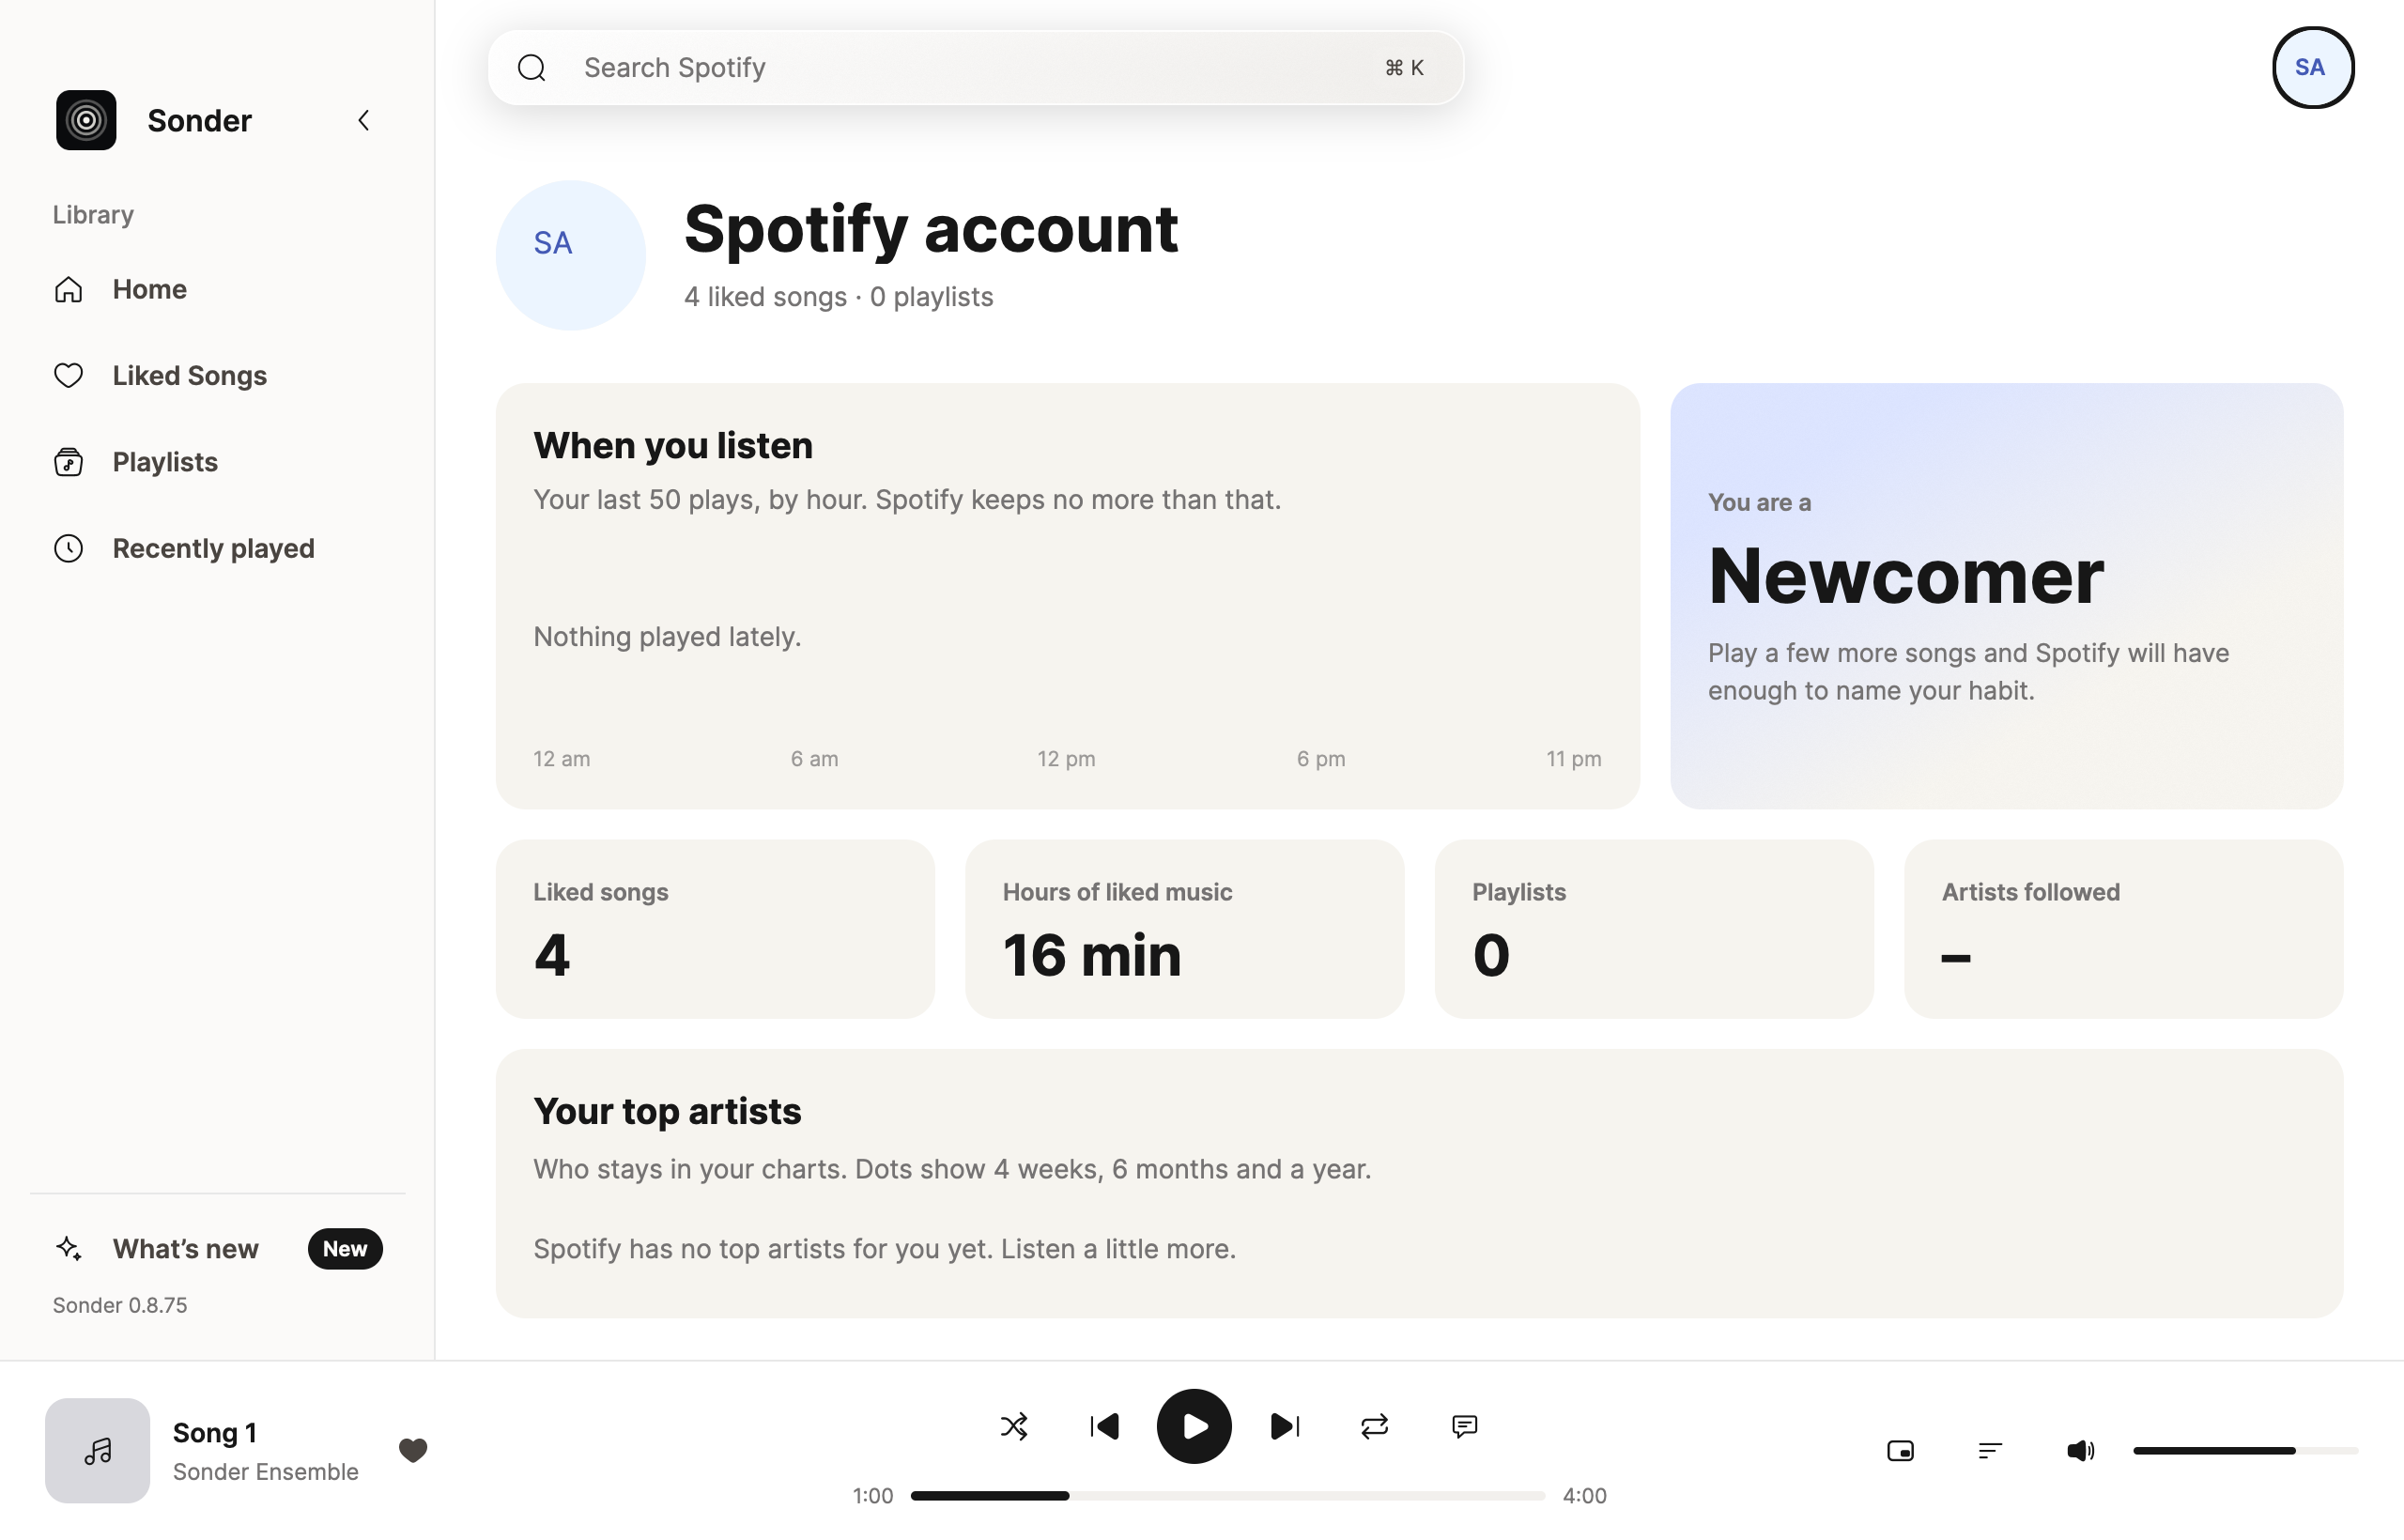 Search Spotify
⌘ K
SA
Sonder
Library
Home
Liked Songs
Playlists
Recently played
What’s new
New
Sonder 0.8.75
SA
Spotify account
4 liked songs · 0 playlists
When you listen
Your last 50 plays, by hour. Spotify keeps no more than that.
Nothing played lately.
12 am
6 am
12 pm
6 pm
11 pm
You are a
Newcomer
Play a few more songs and Spotify will have
enough to name your habit.
Liked songs
4
Hours of liked music
16 min
Playlists
0
Artists followed
–
Your top artists
Who stays in your charts. Dots show 4 weeks, 6 months and a year.
Spotify has no top artists for you yet. Listen a little more.
Song 1
Sonder Ensemble
1:00
4:00